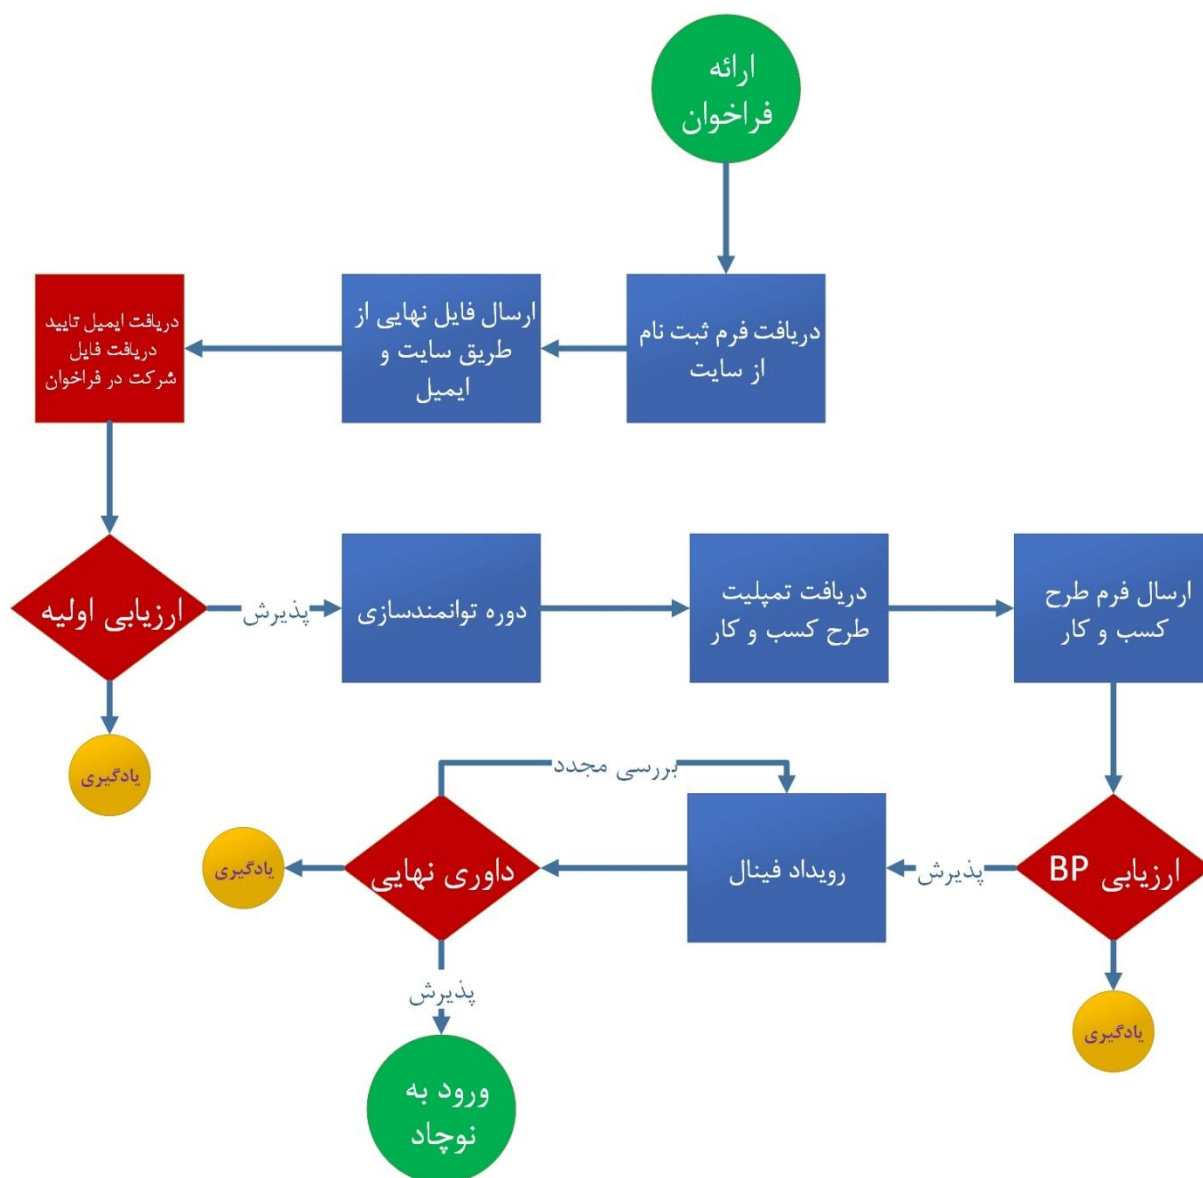 ارائه
فراخوان
دریافت فرم ثبت نام
از سایت
ارسال فایل نهایی از
طریق سایت و
ایمیل
دریافت ایمیل تایید
دریافت فایل
شرکت در فراخوان
ارزیابی اولیه
یادگیری
پذیرش
دوره توانمندسازی
دریافت تمپلیت
طرح کسب و کار
ارسال فرم طرح
کسب و کار
ارزیابی BP
یادگیری
پذیرش
رویداد فینال
داوری نهایی
بررسی مجدد
یادگیری
پذیرش
ورود به
نوچاد